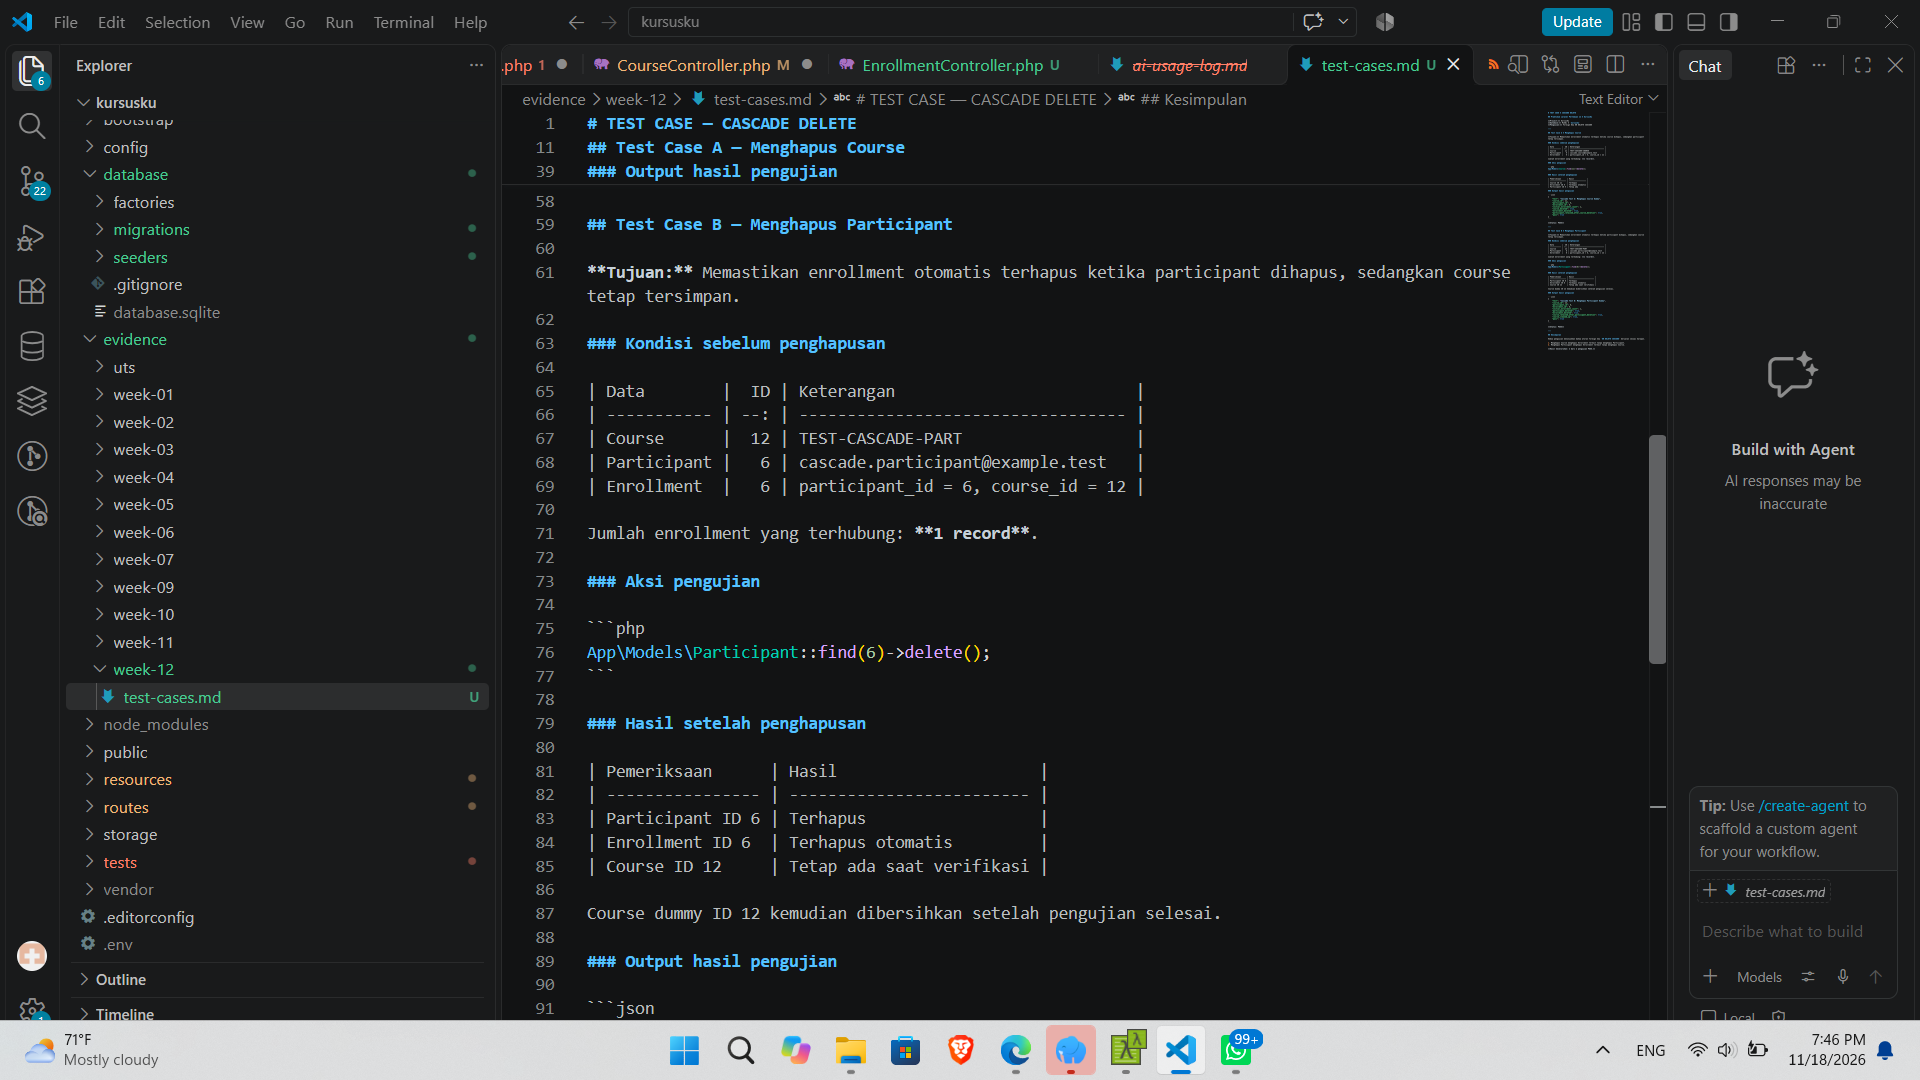 File Edit Selection View Go Run Terminal Help
kursusku
Update
Explorer
.php 1
CourseController.php M
EnrollmentController.php U
ai-usage-log.md
test-cases.md U
Chat
evidence > week-12 > test-cases.md > # TEST CASE — CASCADE DELETE > ## Kesimpulan
Text Editor
kursusku
bootstrap
config
database
factories
migrations
seeders
.gitignore
database.sqlite
evidence
uts
week-01
week-02
week-03
week-04
week-05
week-06
week-07
week-09
week-10
week-11
week-12
test-cases.md U
node_modules
public
resources
routes
storage
tests
vendor
.editorconfig
.env
Outline
Timeline
6
22
1 # TEST CASE — CASCADE DELETE
11 ## Test Case A — Menghapus Course
39 ### Output hasil pengujian
58
59 ## Test Case B — Menghapus Participant
60
61 **Tujuan:** Memastikan enrollment otomatis terhapus ketika participant dihapus, sedangkan course
tetap tersimpan.
62
63 ### Kondisi sebelum penghapusan
64
65 | Data        |  ID | Keterangan                         |
66 | ----------- | --: | ---------------------------------- |
67 | Course      |  12 | TEST-CASCADE-PART                  |
68 | Participant |   6 | cascade.participant@example.test   |
69 | Enrollment  |   6 | participant_id = 6, course_id = 12 |
70
71 Jumlah enrollment yang terhubung: **1 record**.
72
73 ### Aksi pengujian
74
75 ```php
76 App\Models\Participant::find(6)->delete();
77 ```
78
79 ### Hasil setelah penghapusan
80
81 | Pemeriksaan      | Hasil                     |
82 | ---------------- | ------------------------- |
83 | Participant ID 6 | Terhapus                  |
84 | Enrollment ID 6  | Terhapus otomatis         |
85 | Course ID 12     | Tetap ada saat verifikasi |
86
87 Course dummy ID 12 kemudian dibersihkan setelah pengujian selesai.
88
89 ### Output hasil pengujian
90
91 ```json
Build with Agent
AI responses may be
inaccurate
Tip: Use /create-agent to
scaffold a custom agent
for your workflow.
test-cases.md
Describe what to build
Models
Local
71°F
Mostly cloudy
99+
ENG
7:46 PM
11/18/2026